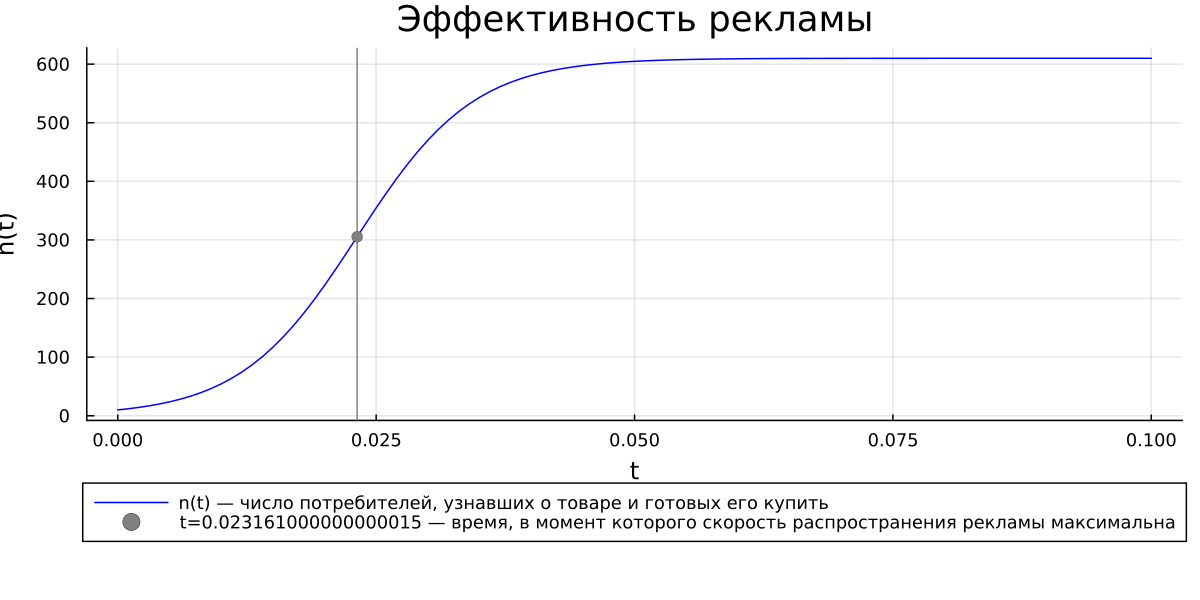 Эффективность рекламы
600
500
400
300
200
100
0
n(t)
0.000 0.025 0.050 0.075 0.100
t
n(t) — число потребителей, узнавших о товаре и готовых его купить
t=0.023161000000000015 — время, в момент которого скорость распространения рекламы максимальна